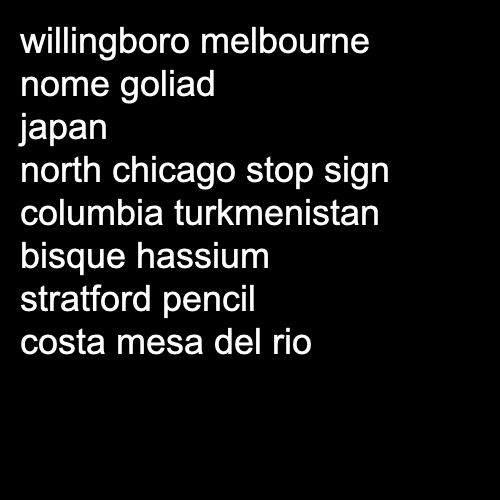 willingboro melbourne
nome goliad
japan
north chicago stop sign
columbia turkmenistan
bisque hassium
stratford pencil
costa mesa del rio